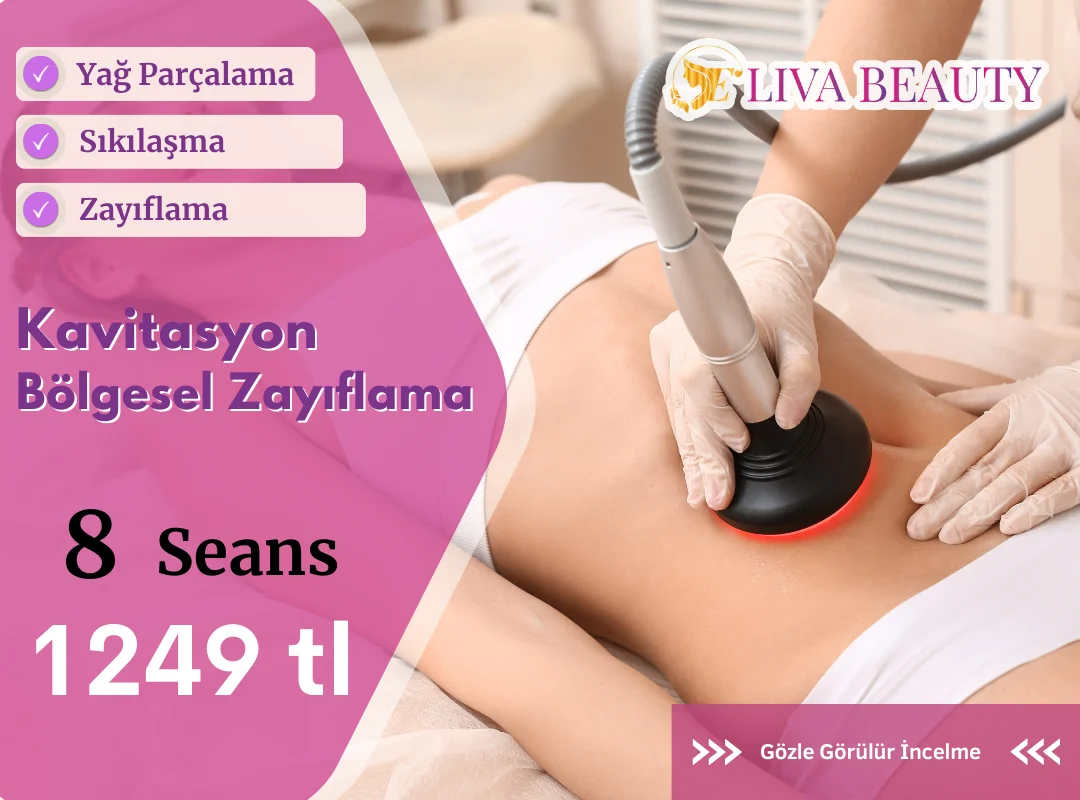 ELIVA BEAUTY
Yağ Parçalama
Sıkılaşma
Zayıflama
Kavitasyon
Bölgesel Zayıflama
8 Seans
1249 tl
Gözle Görülür İncelme